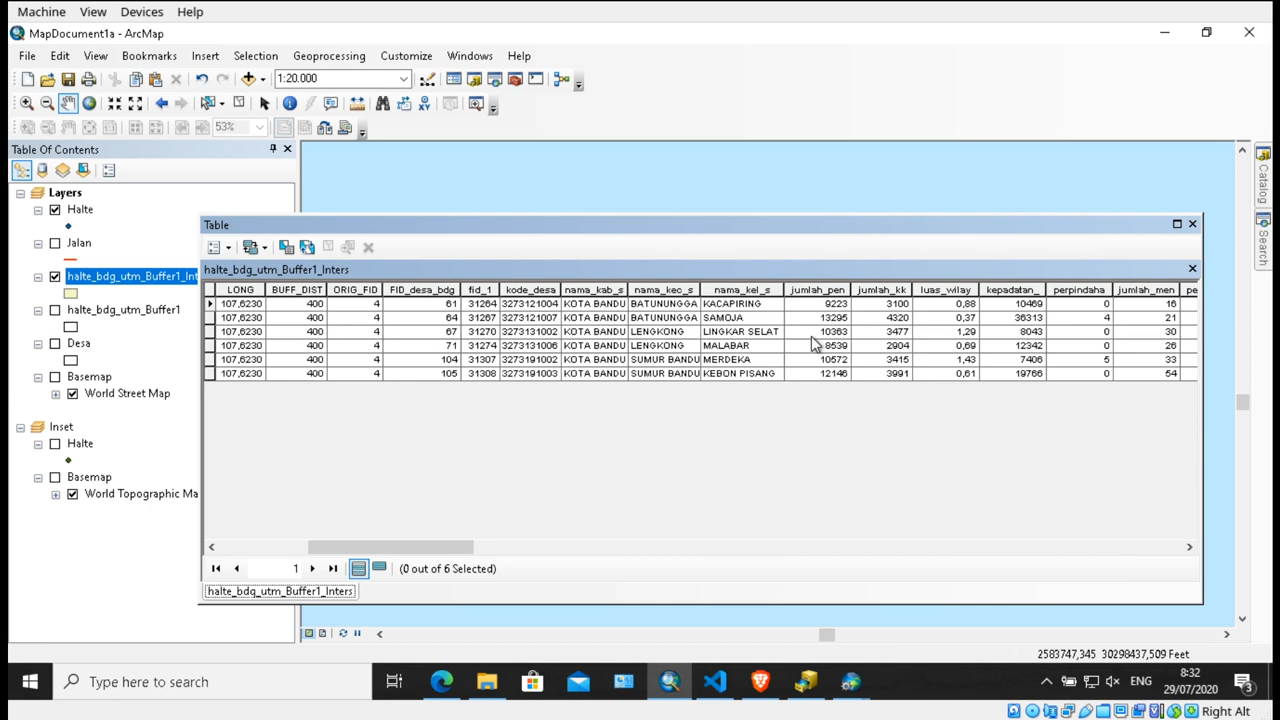 Machine View Devices Help
MapDocument1a - ArcMap
File Edit View Bookmarks Insert Selection Geoprocessing Customize Windows Help
1:20.000
53%
Table Of Contents
Layers
Halte
Jalan
halte_bdg_utm_Buffer1_Int
halte_bdg_utm_Buffer1
Desa
Basemap
World Street Map
Inset
Halte
Basemap
World Topographic Ma
Catalog
Search
Table
halte_bdg_utm_Buffer1_Inters
LONG BUFF_DIST ORIG_FID FID_desa_bdg fid_1 kode_desa nama_kab_s nama_kec_s nama_kel_s jumlah_pen jumlah_kk luas_wilay kepadatan_ perpindaha jumlah_men pe
107,6230 400 4 61 31264 3273121004 KOTA BANDU BATUNUNGGA KACAPIRING 9223 3100 0,88 10469 0 16
107,6230 400 4 64 31267 3273121007 KOTA BANDU BATUNUNGGA SAMOJA 13295 4320 0,37 36313 4 21
107,6230 400 4 67 31270 3273131002 KOTA BANDU LENGKONG LINGKAR SELAT 10363 3477 1,29 8043 0 30
107,6230 400 4 71 31274 3273131006 KOTA BANDU LENGKONG MALABAR 8539 2904 0,69 12342 0 26
107,6230 400 4 104 31307 3273191002 KOTA BANDU SUMUR BANDU MERDEKA 10572 3415 1,43 7406 5 33
107,6230 400 4 105 31308 3273191003 KOTA BANDU SUMUR BANDU KEBON PISANG 12146 3991 0,61 19766 0 54
1 (0 out of 6 Selected)
halte_bdg_utm_Buffer1_Inters
2583747,345 30298437,509 Feet
Type here to search
ENG
8:32
29/07/2020
3
Right Alt